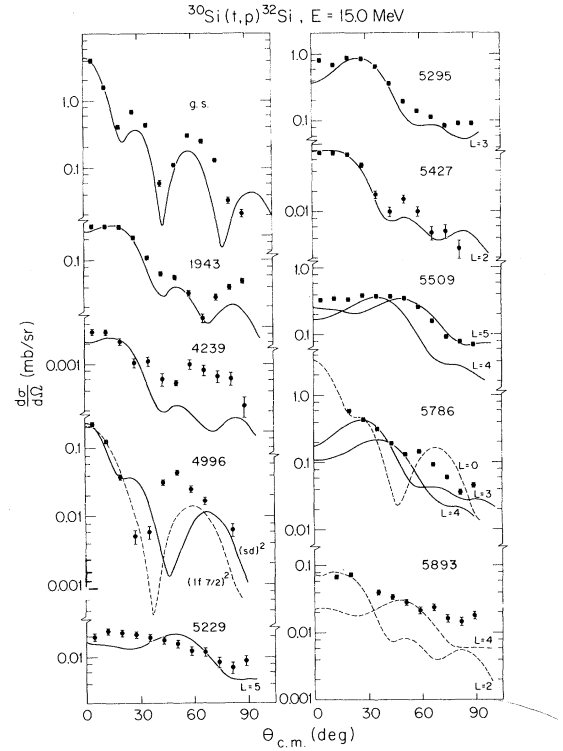 ³⁰Si(t,p)³²Si, E = 15.0 MeV
g.s.
1.0
0.1
1943
0.1
4239
0.001
4996
0.1
0.01
0.001
(sd)²
(1f 7/2)²
5229
0.01
L=5
0 30 60 90
5295
1.0
0.1
L=3
5427
0.01
L=2
5509
1.0
0.1
L=5
L=4
5786
1.0
0.1
0.01
L=0
L=3
L=4
5893
0.1
0.01
0.001
L=4
L=2
0 30 60 90
dσ/dΩ (mb/sr)
θc.m. (deg)